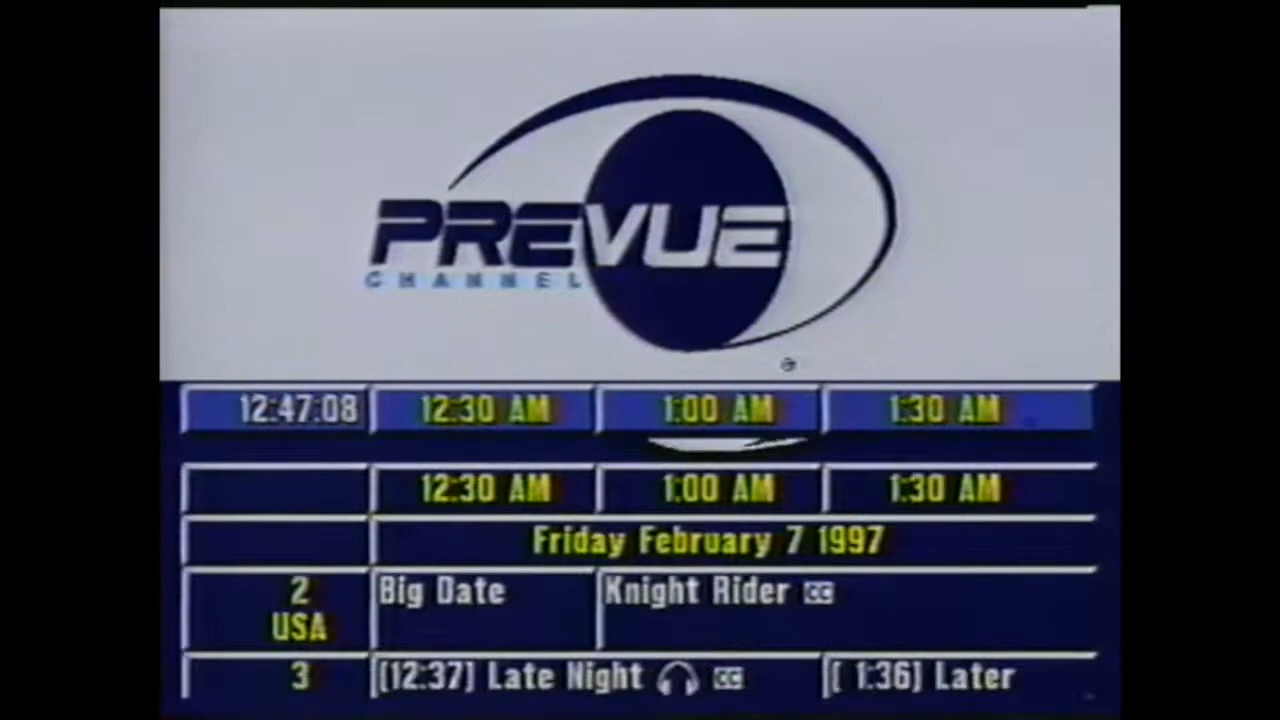 PREVUE
CHANNEL
®
12:47:08 12:30 AM 1:00 AM 1:30 AM
12:30 AM 1:00 AM 1:30 AM
Friday February 7 1997
2 Big Date Knight Rider CC
USA
3 [(12:37) Late Night CC [( 1:36) Later